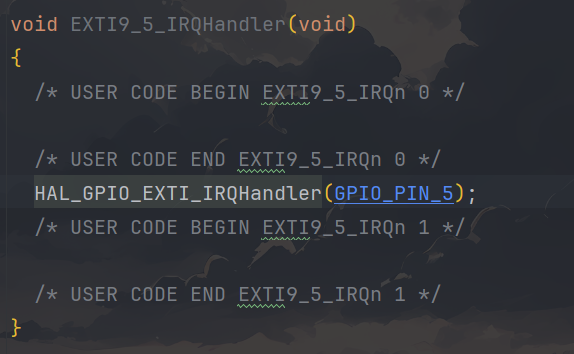 void EXTI9_5_IRQHandler(void)
{
/* USER CODE BEGIN EXTI9_5_IRQn 0 */
/* USER CODE END EXTI9_5_IRQn 0 */
HAL_GPIO_EXTI_IRQHandler(GPIO_PIN_5);
/* USER CODE BEGIN EXTI9_5_IRQn 1 */
/* USER CODE END EXTI9_5_IRQn 1 */
}